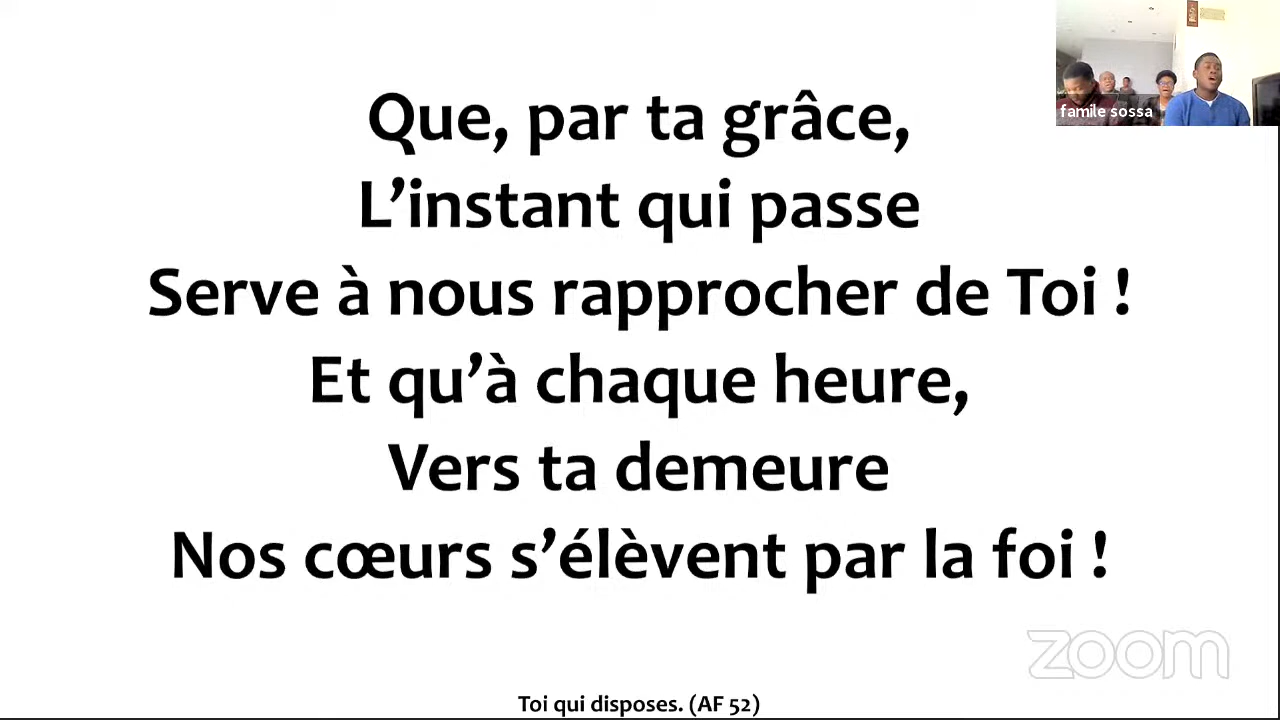 Que, par ta grâce,
L’instant qui passe
Serve à nous rapprocher de Toi !
Et qu’à chaque heure,
Vers ta demeure
Nos cœurs s’élèvent par la foi !
famile sossa
zoom
Toi qui disposes. (AF 52)